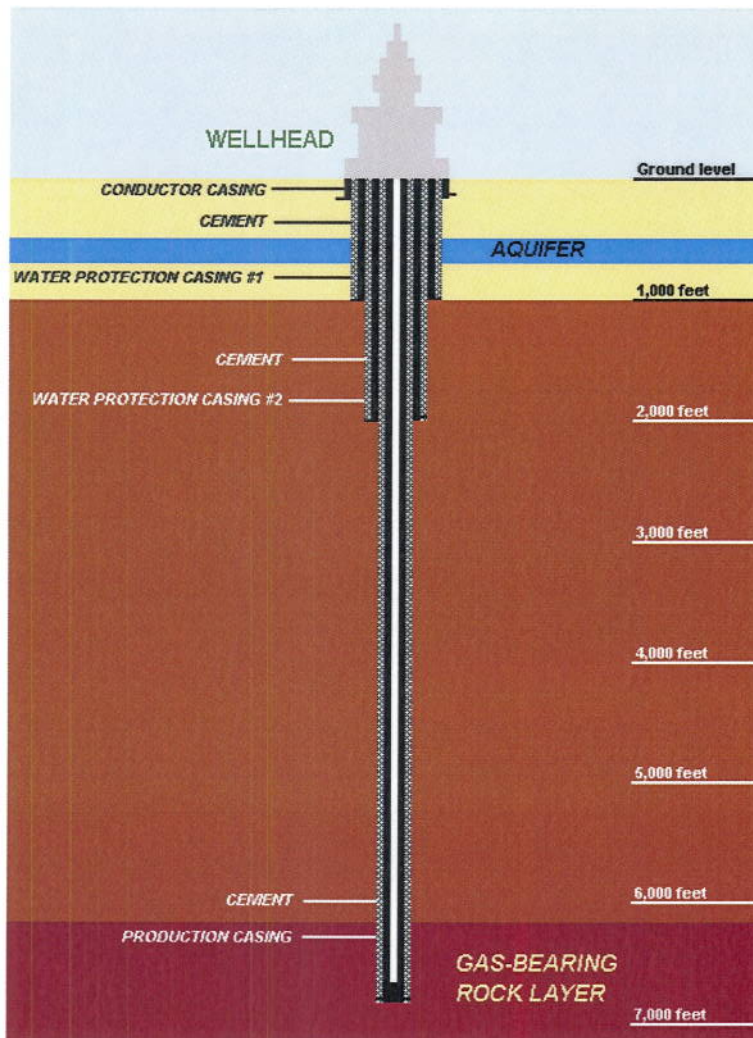 WELLHEAD
Ground level
CONDUCTOR CASING
CEMENT
AQUIFER
WATER PROTECTION CASING #1
1,000 feet
CEMENT
WATER PROTECTION CASING #2
2,000 feet
3,000 feet
4,000 feet
5,000 feet
CEMENT
6,000 feet
PRODUCTION CASING
GAS-BEARING
ROCK LAYER
7,000 feet